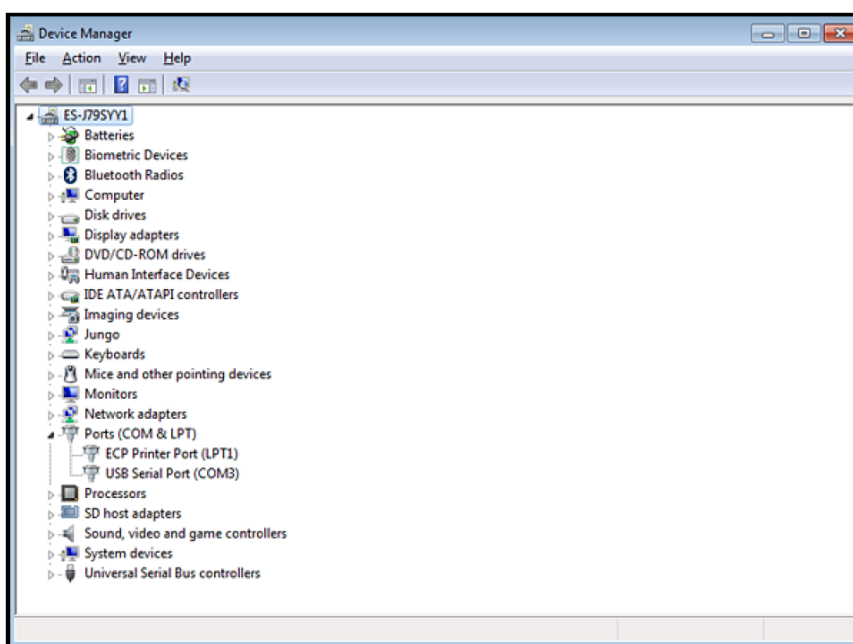 Device Manager
File Action View Help
ES-J79SYY1
Batteries
Biometric Devices
Bluetooth Radios
Computer
Disk drives
Display adapters
DVD/CD-ROM drives
Human Interface Devices
IDE ATA/ATAPI controllers
Imaging devices
Jungo
Keyboards
Mice and other pointing devices
Monitors
Network adapters
Ports (COM & LPT)
ECP Printer Port (LPT1)
USB Serial Port (COM3)
Processors
SD host adapters
Sound, video and game controllers
System devices
Universal Serial Bus controllers